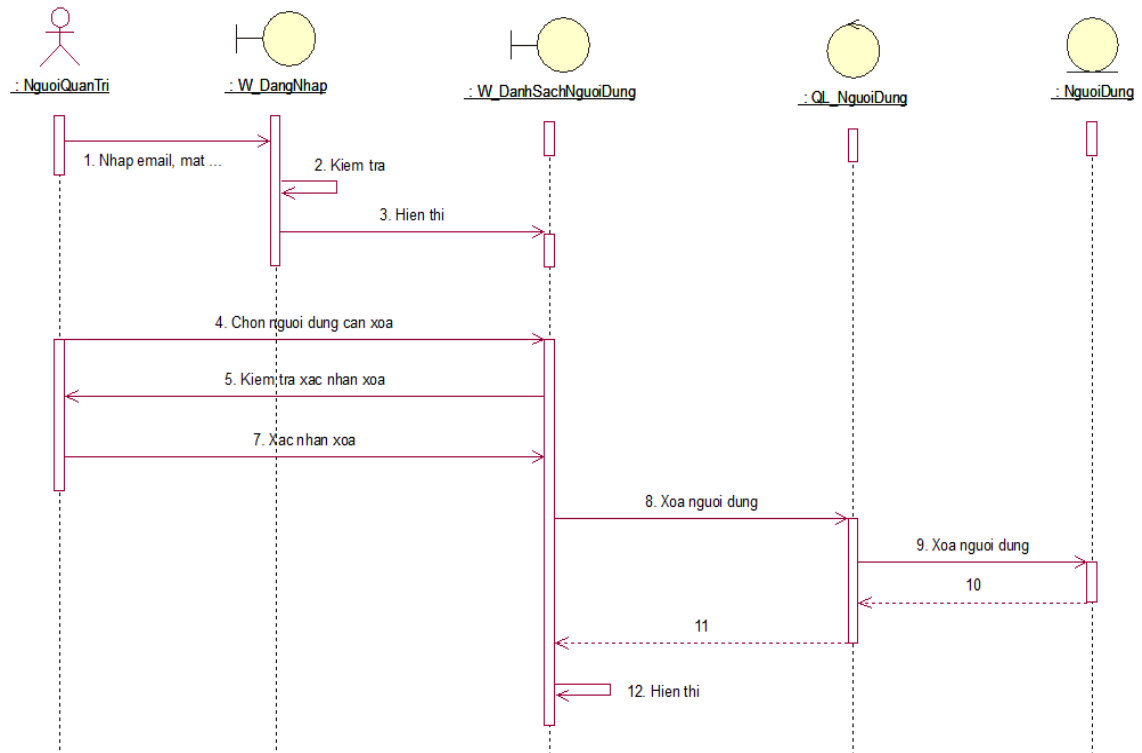 : NguoiQuanTri
: W_DangNhap
: W_DanhSachNguoiDung
: QL_NguoiDung
: NguoiDung
1. Nhap email, mat ...
2. Kiem tra
3. Hien thi
4. Chon nguoi dung can xoa
5. Kiem tra xac nhan xoa
7. Xac nhan xoa
8. Xoa nguoi dung
9. Xoa nguoi dung
10
11
12. Hien thi